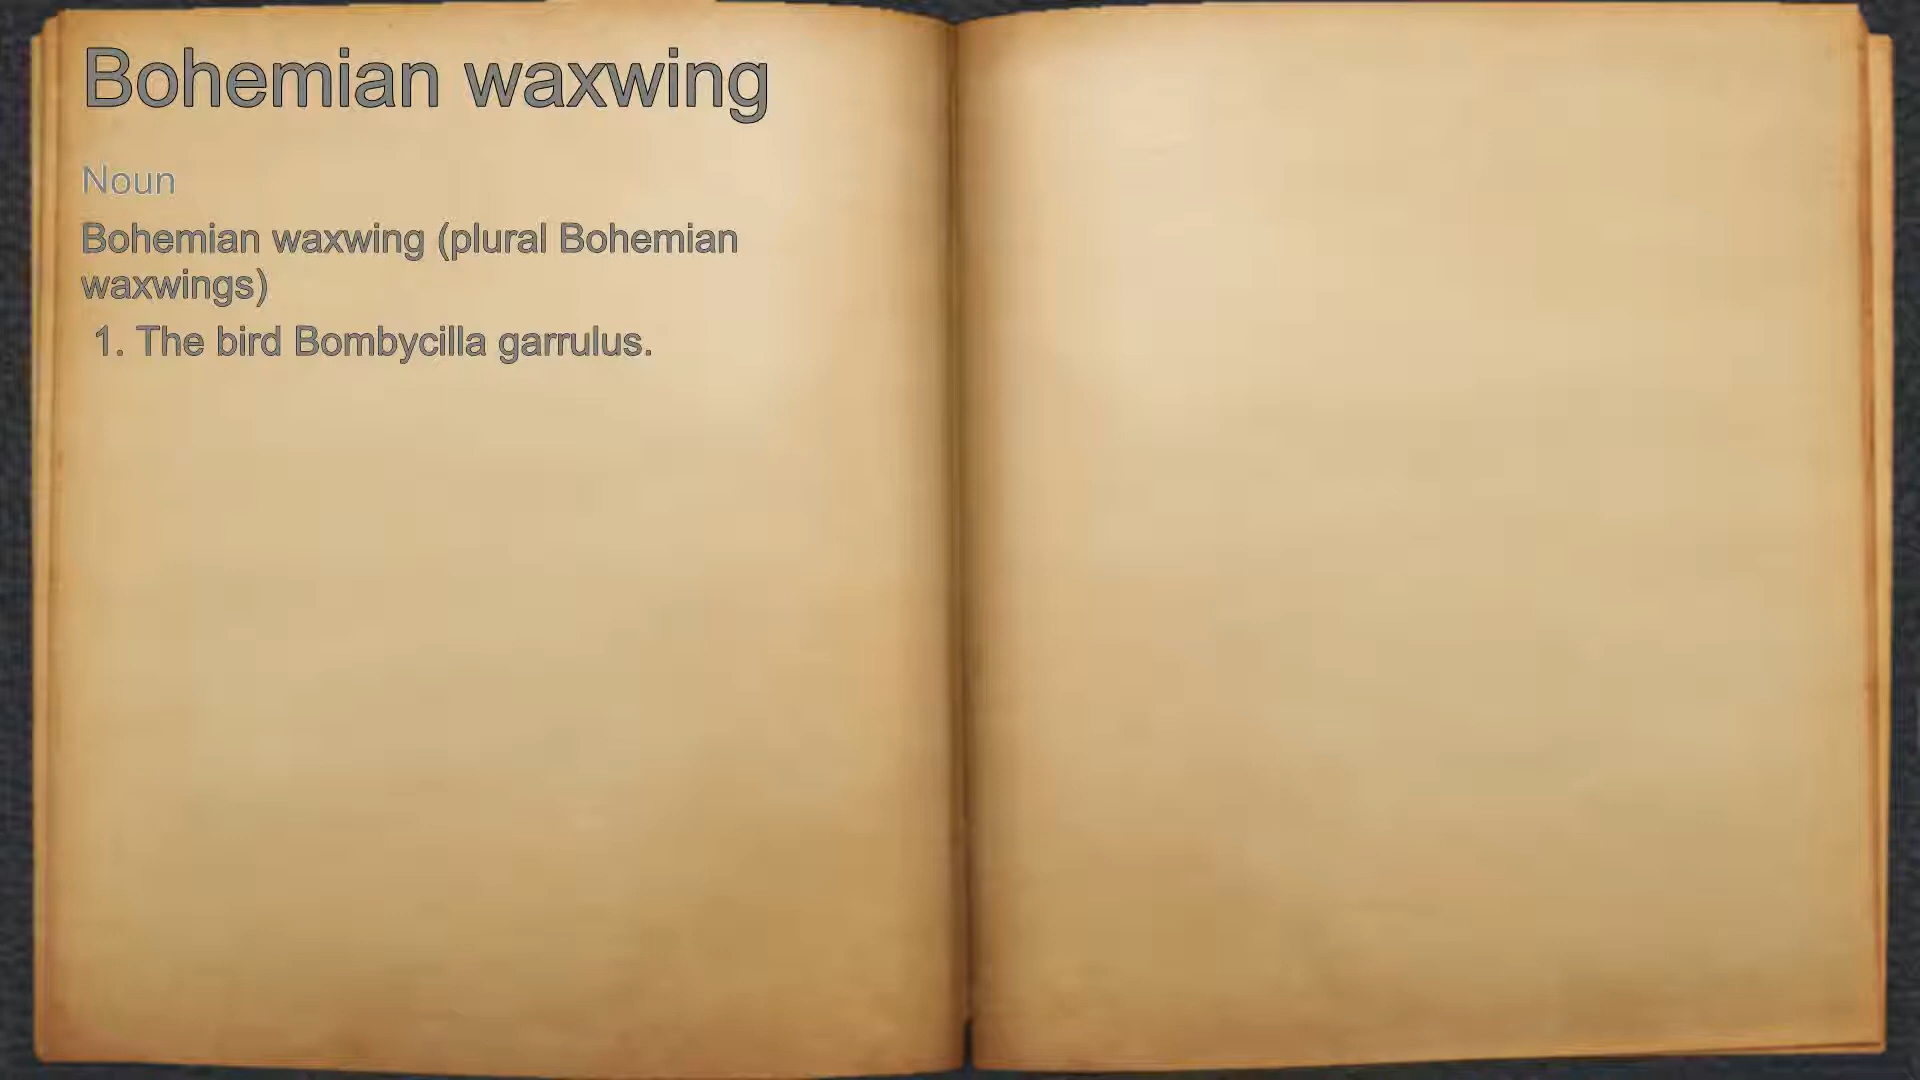 Bohemian waxwing
Noun
Bohemian waxwing (plural Bohemian
waxwings)
1. The bird Bombycilla garrulus.